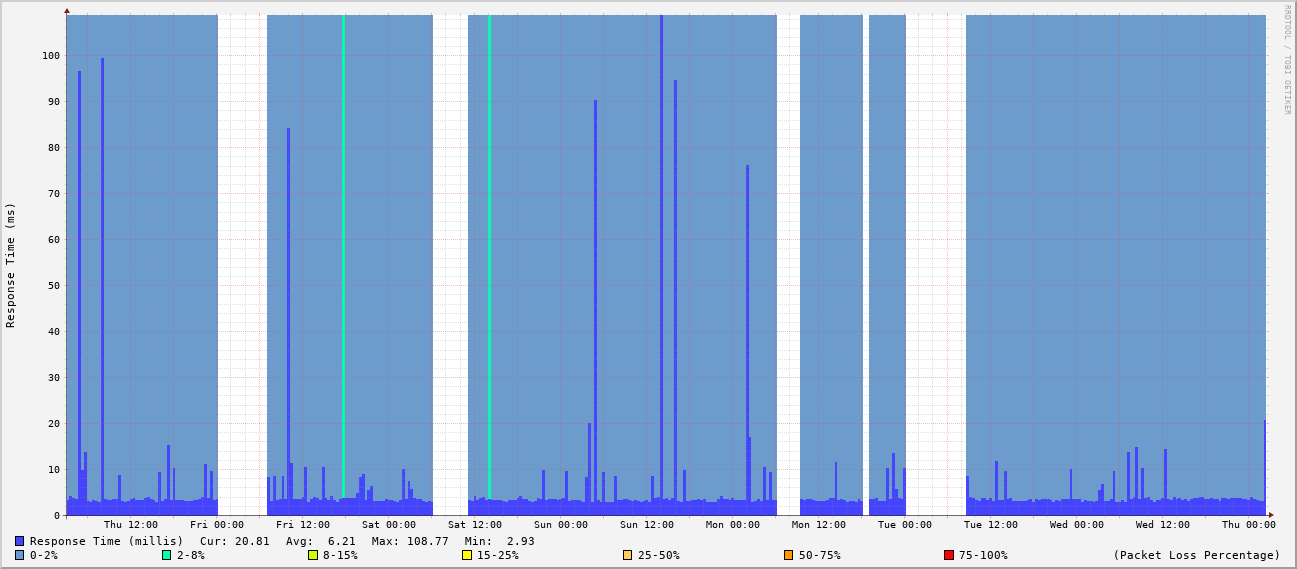 RRDTOOL / TOBI OETIKER
Response Time (ms)
100
90
80
70
60
50
40
30
20
10
0
Thu 12:00 Fri 00:00 Fri 12:00 Sat 00:00 Sat 12:00 Sun 00:00 Sun 12:00 Mon 00:00 Mon 12:00 Tue 00:00 Tue 12:00 Wed 00:00 Wed 12:00 Thu 00:00
Response Time (millis) Cur: 20.81 Avg: 6.21 Max: 108.77 Min: 2.93
0-2% 2-8% 8-15% 15-25% 25-50% 50-75% 75-100% (Packet Loss Percentage)